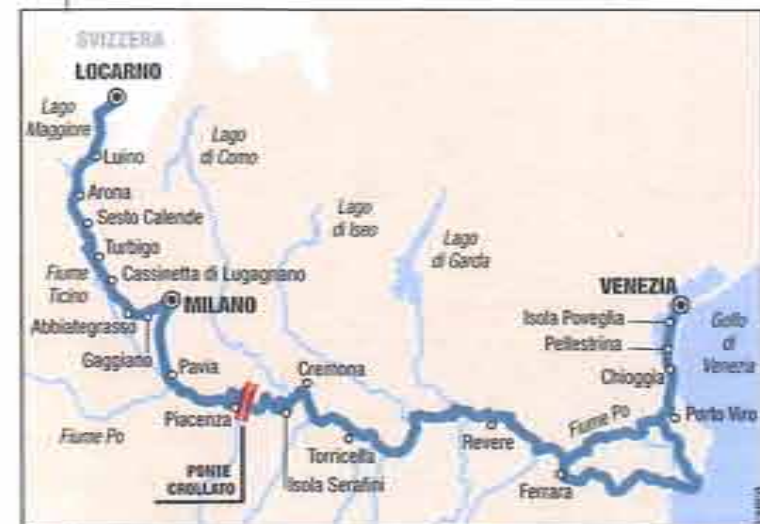 SVIZZERA
LOCARNO
Lago
Maggiore
Lago
di Como
Luino
Arona
Lago
di Iseo
Sesto Calende
Lago
di Garda
Turbigo
Fiume
Ticino
Cassinetta di Lugagnano
VENEZIA
MILANO
Isola Poveglia
Golfo
di
Venezia
Abbiategrasso
Pellestrina
Gaggiano
Pavia
Cremona
Chioggia
Piacenza
Fiume Po
Porto Viro
Fiume Po
Revere
Torricella
PONTE
CROLLATO
Isola Serafini
Ferrara